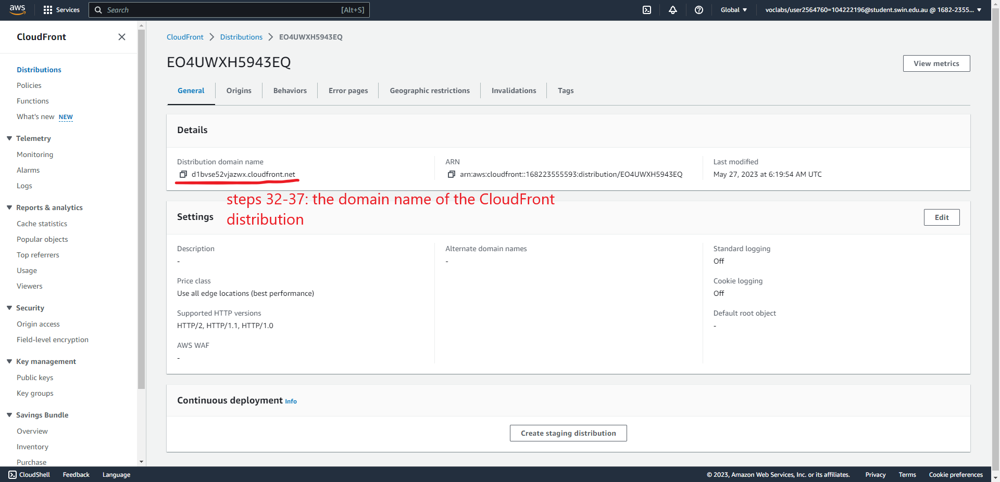 aws
Services
Search
[Alt+S]
Global
voclabs/user2564760=104222196@student.swin.edu.au @ 1682-2355...
CloudFront
Distributions
Policies
Functions
What's new NEW
Telemetry
Monitoring
Alarms
Logs
Reports & analytics
Cache statistics
Popular objects
Top referrers
Usage
Viewers
Security
Origin access
Field-level encryption
Key management
Public keys
Key groups
Savings Bundle
Overview
Inventory
Purchase
CloudFront
Distributions
EO4UWXH5943EQ
EO4UWXH5943EQ
View metrics
General
Origins
Behaviors
Error pages
Geographic restrictions
Invalidations
Tags
Details
Distribution domain name
d1bvse52vjazwx.cloudfront.net
ARN
arn:aws:cloudfront::168223555593:distribution/EO4UWXH5943EQ
Last modified
May 27, 2023 at 6:19:54 AM UTC
steps 32-37: the domain name of the CloudFront
distribution
Settings
Edit
Description
-
Price class
Use all edge locations (best performance)
Supported HTTP versions
HTTP/2, HTTP/1.1, HTTP/1.0
AWS WAF
-
Alternate domain names
-
Standard logging
Off
Cookie logging
Off
Default root object
-
Continuous deployment Info
Create staging distribution
CloudShell
Feedback
Language
© 2023, Amazon Web Services, Inc. or its affiliates.
Privacy
Terms
Cookie preferences